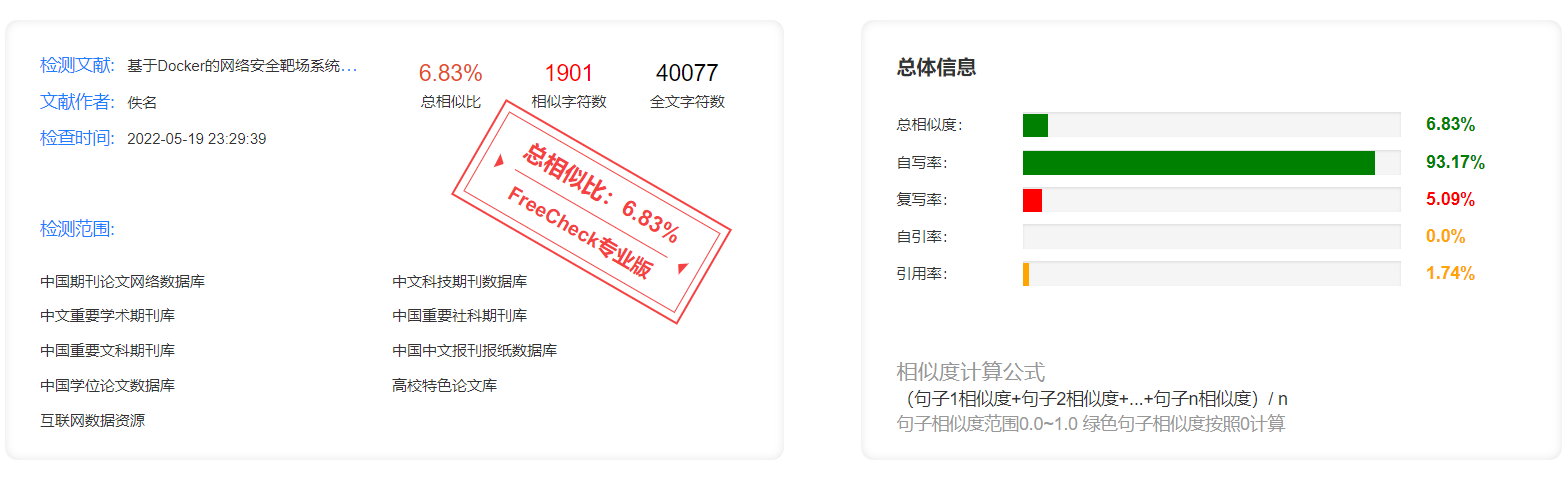 检测文献: 基于Docker的网络安全靶场系统...
6.83%
1901
40077
总相似比
相似字符数
全文字符数
文献作者: 佚名
检查时间: 2022-05-19 23:29:39
总相似比：6.83%
FreeCheck专业版
检测范围:
中国期刊论文网络数据库
中文科技期刊数据库
中文重要学术期刊库
中国重要社科期刊库
中国重要文科期刊库
中国中文报刊报纸数据库
中国学位论文数据库
高校特色论文库
互联网数据资源
总体信息
总相似度： 6.83%
自写率： 93.17%
复写率： 5.09%
自引率： 0.0%
引用率： 1.74%
相似度计算公式
（句子1相似度+句子2相似度+...+句子n相似度）/ n
句子相似度范围0.0~1.0 绿色句子相似度按照0计算